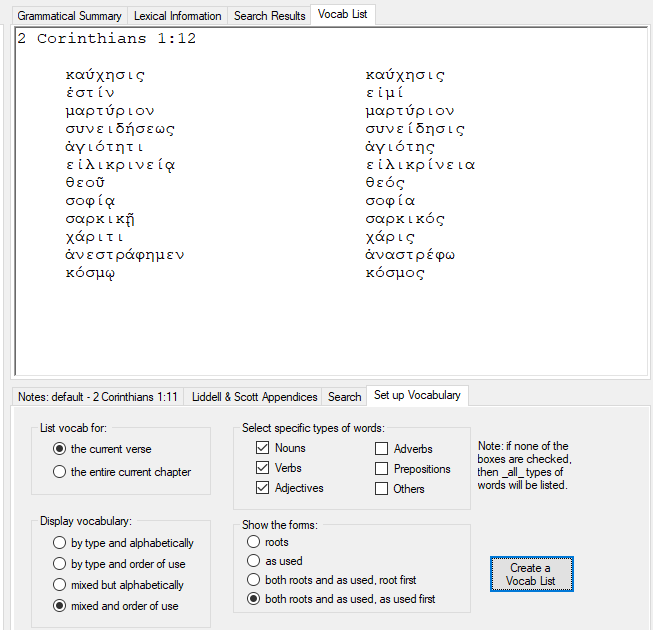 Grammatical Summary Lexical Information Search Results Vocab List
2 Corinthians 1:12
καύχησις καύχησις
ἐστίν εἰμί
μαρτύριον μαρτύριον
συνειδήσεως συνείδησις
ἁγιότητι ἁγιότης
εἰλικρινείᾳ εἰλικρίνεια
θεοῦ θεός
σοφίᾳ σοφία
σαρκικῇ σαρκικός
χάριτι χάρις
ἀνεστράφημεν ἀναστρέφω
κόσμῳ κόσμος
Notes: default - 2 Corinthians 1:11 Liddell & Scott Appendices Search Set up Vocabulary
List vocab for:
the current verse
the entire current chapter
Display vocabulary:
by type and alphabetically
by type and order of use
mixed but alphabetically
mixed and order of use
Select specific types of words:
Nouns Adverbs
Verbs Prepositions
Adjectives Others
Show the forms:
roots
as used
both roots and as used, root first
both roots and as used, as used first
Note: if none of the
boxes are checked,
then _all_ types of
words will be listed.
Create a
Vocab List